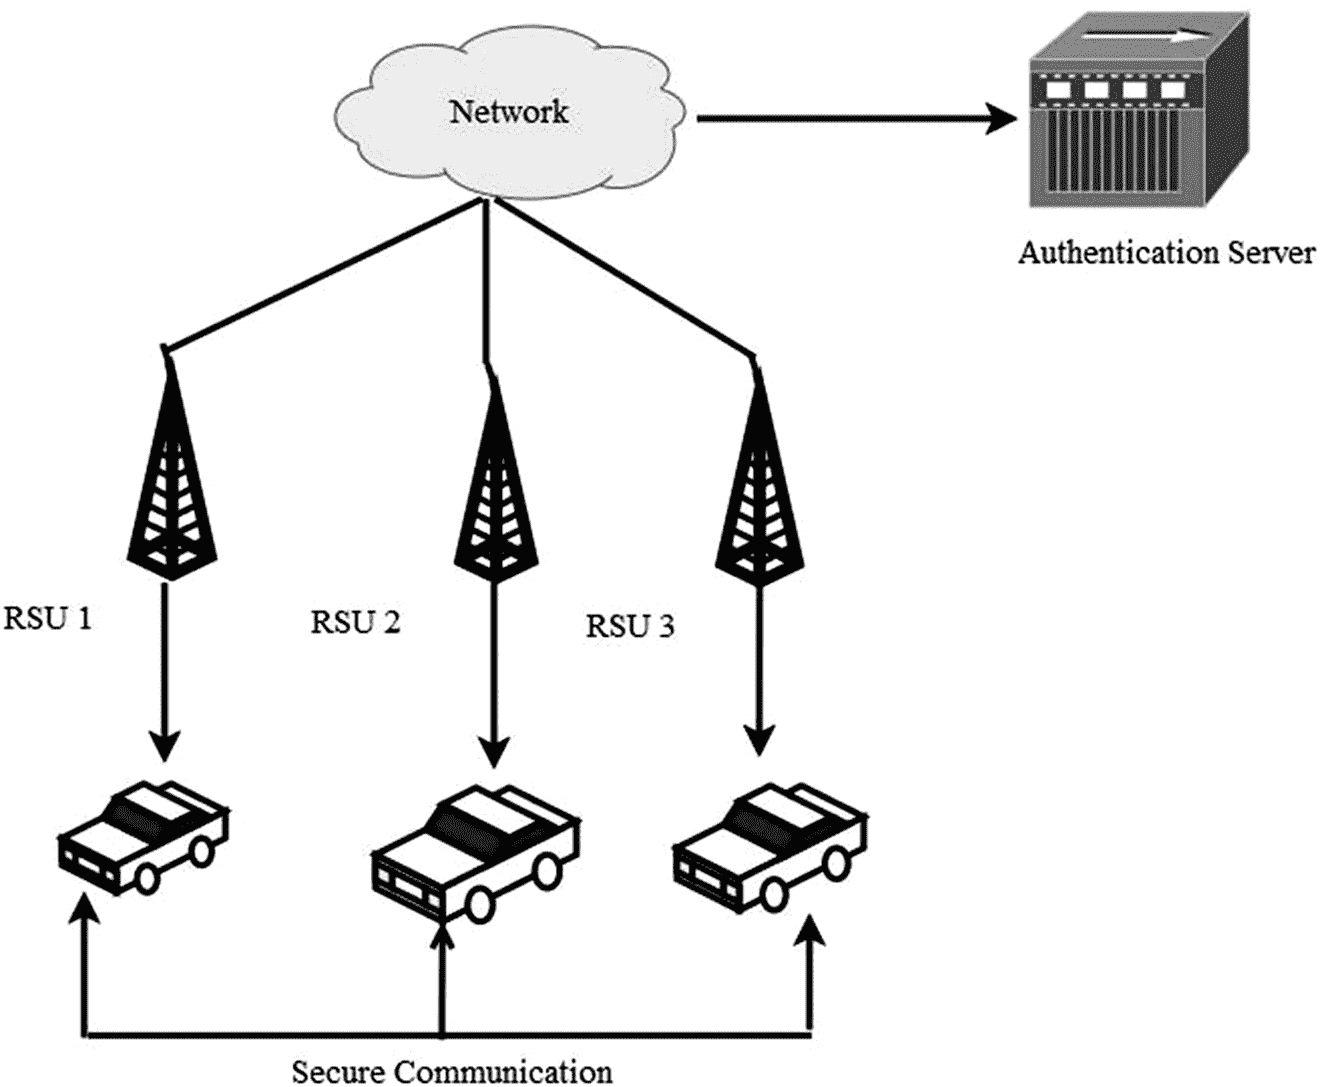 Network
Authentication Server
RSU 1
RSU 2
RSU 3
Secure Communication